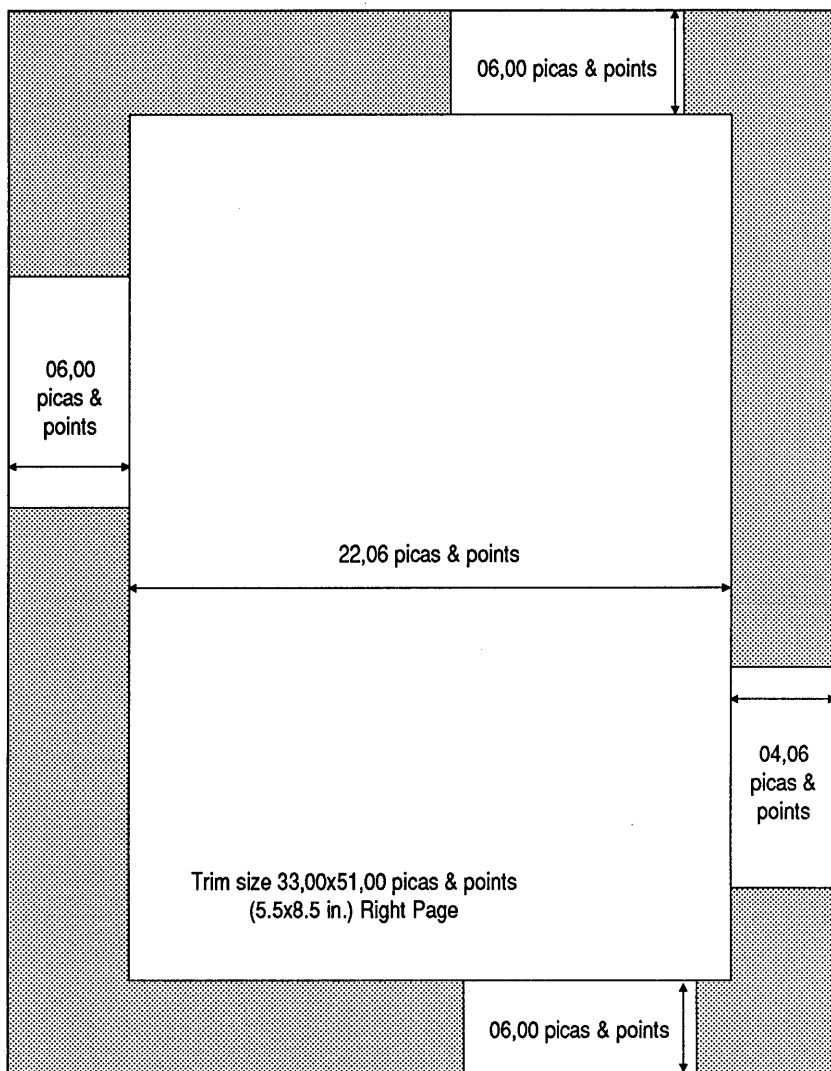 06,00 picas & points
06,00
picas &
points
22,06 picas & points
04,06
picas &
points
Trim size 33,00x51,00 picas & points
(5.5x8.5 in.) Right Page
06,00 picas & points